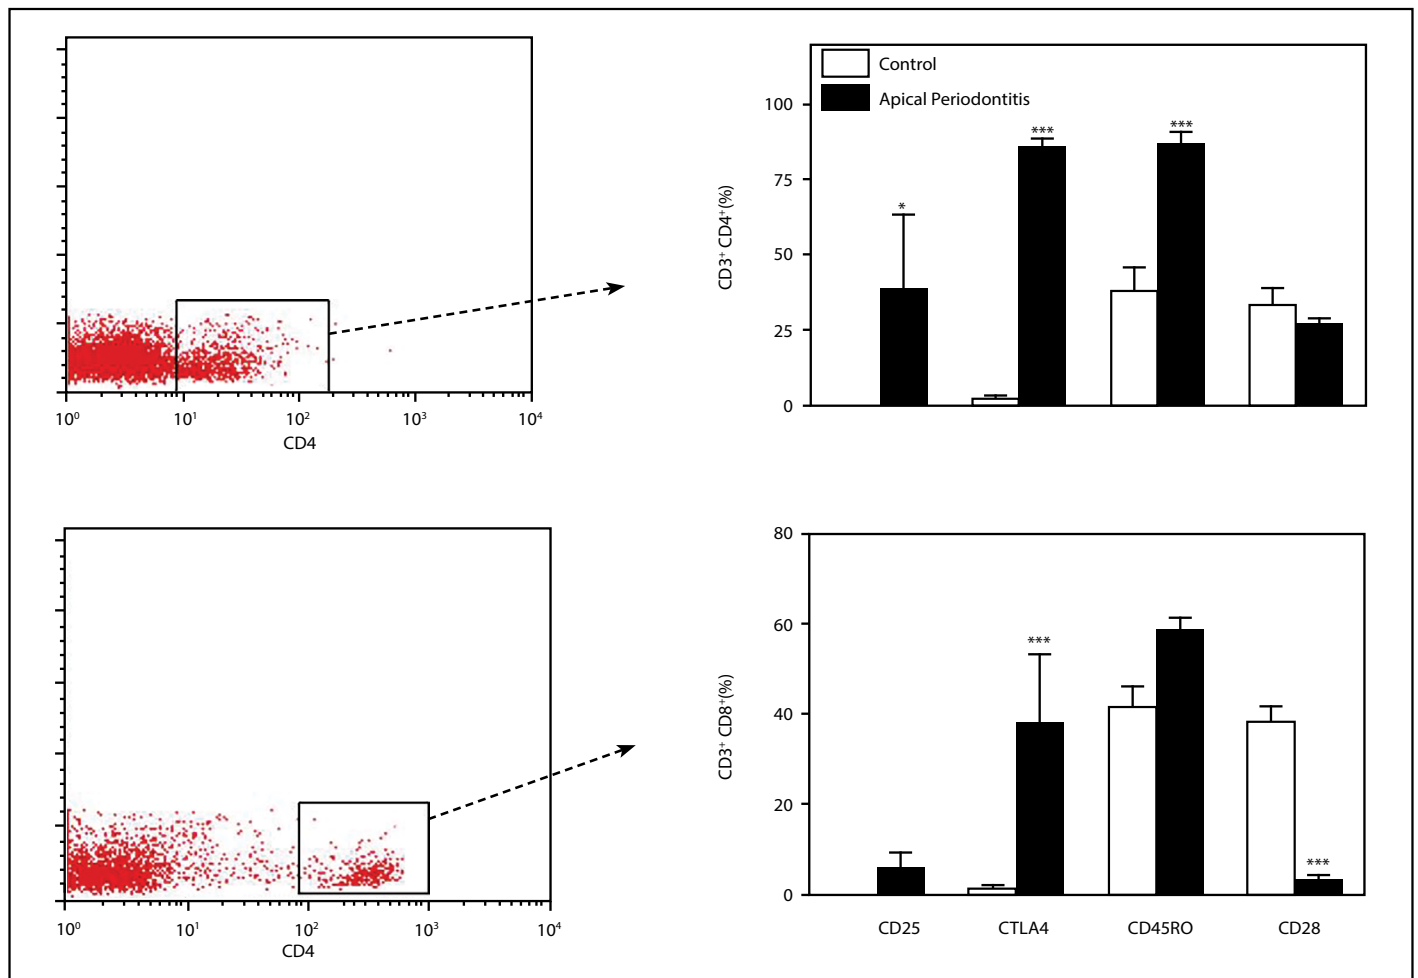 10⁰ 10¹ 10² 10³ 10⁴
CD4
Control
Apical Periodontitis
CD3⁺ CD4⁺(%)
100
75
50
25
0
*
***
***
10⁰ 10¹ 10² 10³ 10⁴
CD4
CD3⁺ CD8⁺(%)
80
60
40
20
0
***
***
CD25 CTLA4 CD45RO CD28